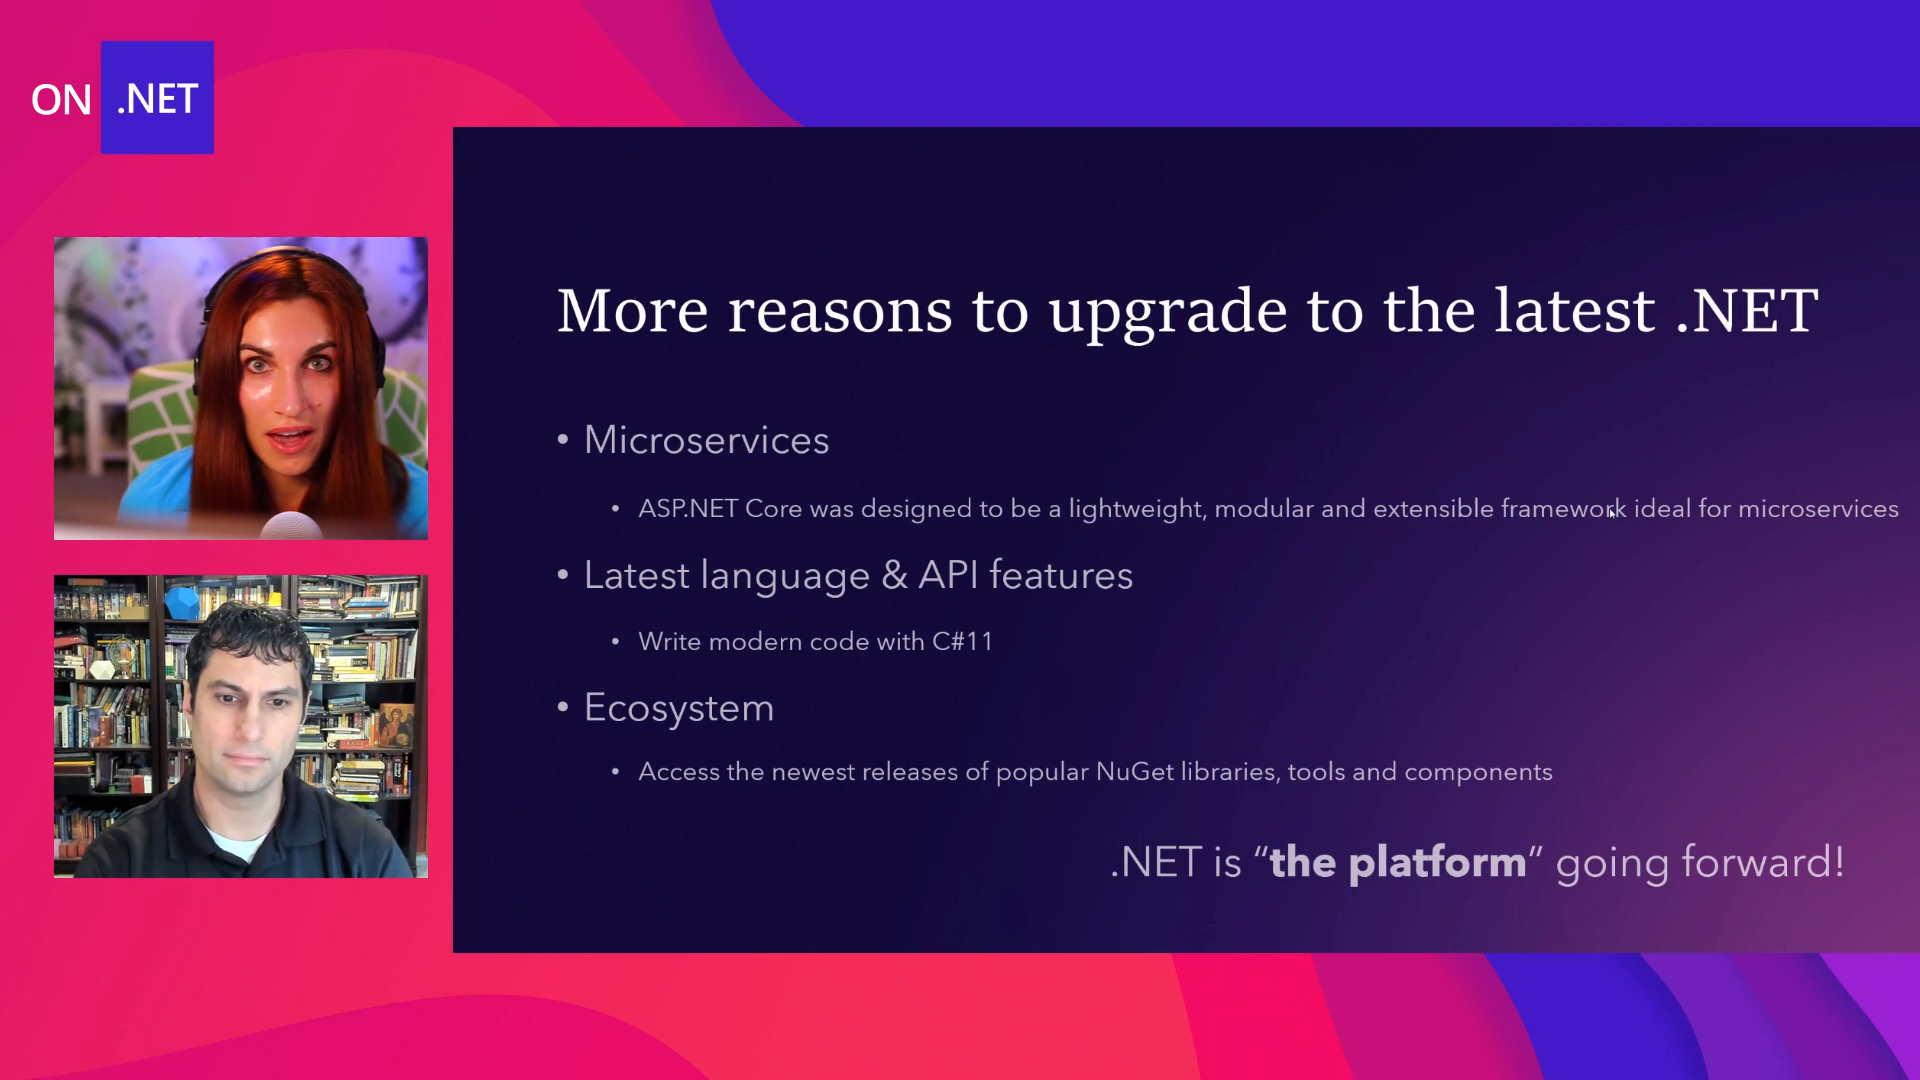 ON .NET
More reasons to upgrade to the latest .NET
• Microservices
• ASP.NET Core was designed to be a lightweight, modular and extensible framework ideal for microservices
• Latest language & API features
• Write modern code with C#11
• Ecosystem
• Access the newest releases of popular NuGet libraries, tools and components
.NET is “the platform” going forward!